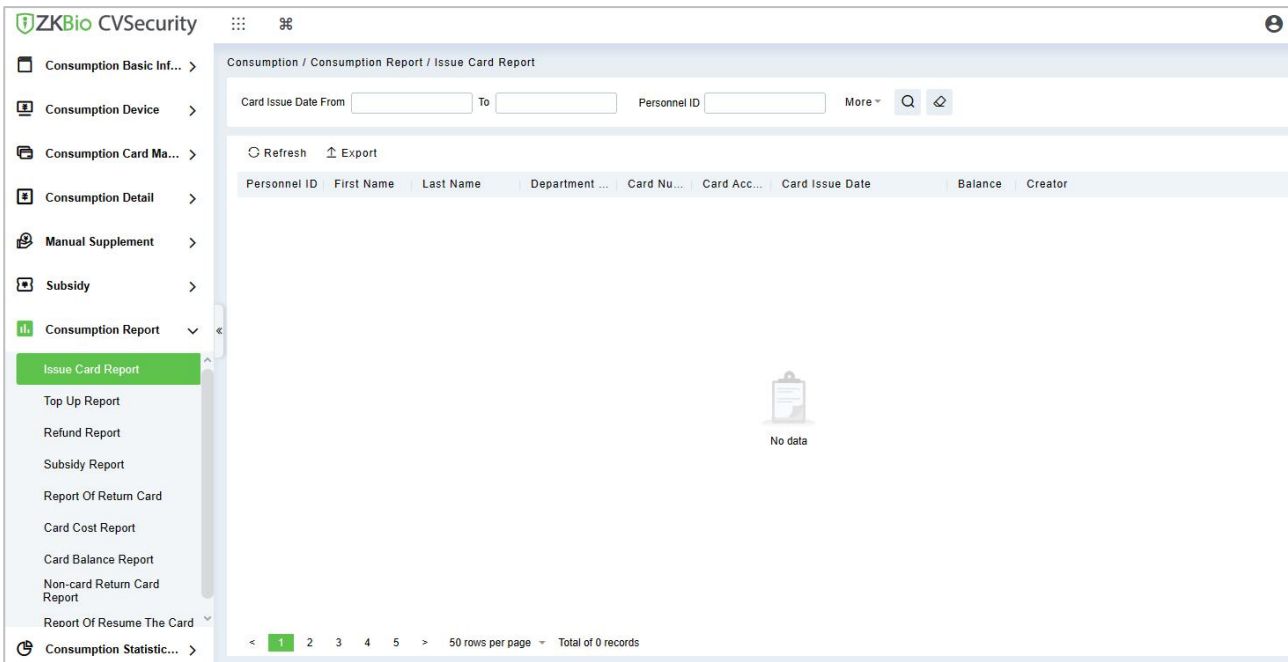 ZKBio CVSecurity
Consumption Basic Inf...
Consumption Device
Consumption Card Ma...
Consumption Detail
Manual Supplement
Subsidy
Consumption Report
Issue Card Report
Top Up Report
Refund Report
Subsidy Report
Report Of Return Card
Card Cost Report
Card Balance Report
Non-card Return Card
Report
Report Of Resume The Card
Consumption Statistic...
Consumption / Consumption Report / Issue Card Report
Card Issue Date From To Personnel ID More
Refresh Export
Personnel ID First Name Last Name Department ... Card Nu... Card Acc... Card Issue Date Balance Creator
No data
< 1 2 3 4 5 > 50 rows per page Total of 0 records